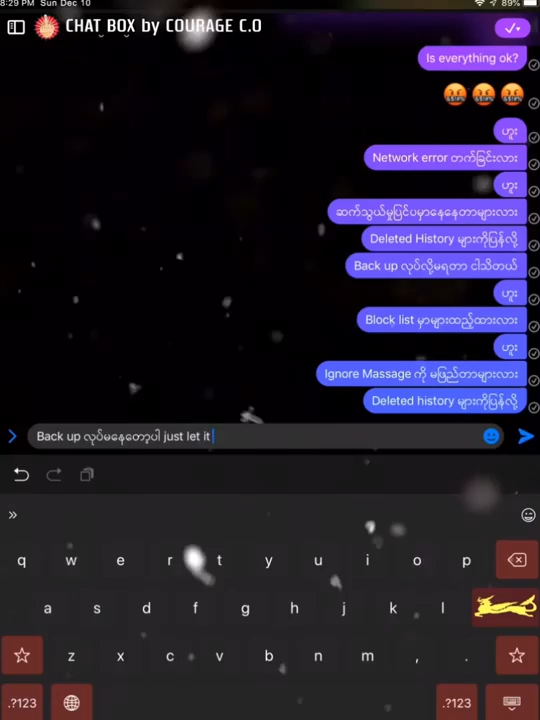 8:29 PM Sun Dec 10
89%
CHAT BOX by COURAGE C.O
Is everything ok?
ဟူး
Network error တက်ခြင်းလား
ဟူး
ဆက်သွယ်မှုပြင်ပမှာနေနေတာများလား
Deleted History များကိုပြန်လို့
Back up လုပ်လို့မရတာ ငါသိတယ်
ဟူး
Block list မှာများထည့်ထားလား
ဟူး
Ignore Massage ကို မဖြည်တာများလား
Deleted history များကိုပြန်လို့
Back up လုပ်မနေတော့ပါ just let it
q w e r t y u i o p
a s d f g h j k l
z x c v b n m , .
.?123 .?123